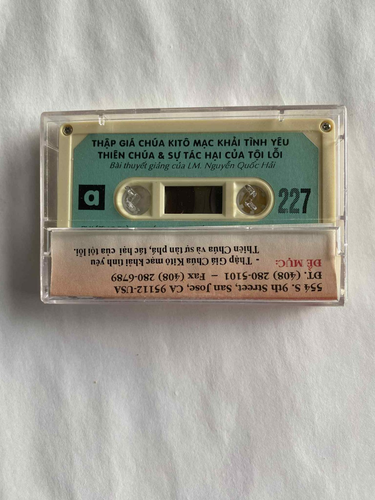 THẬP GIÁ CHÚA KITÔ MẠC KHẢI TÌNH YÊU
THIÊN CHÚA & SỰ TÁC HẠI CỦA TỘI LỖI
Bài thuyết giảng của LM. Nguyễn Quốc Hải
a
227
554 S. 9th Street, San Jose, CA 95112-USA
ĐT. (408) 280-5101 – Fax (408) 280-6789
ĐỀ MỤC:
- Thập Giá Chúa Kitô mạc khải tình yêu
Thiên Chúa và sự tàn phá, tác hại của tội lỗi.